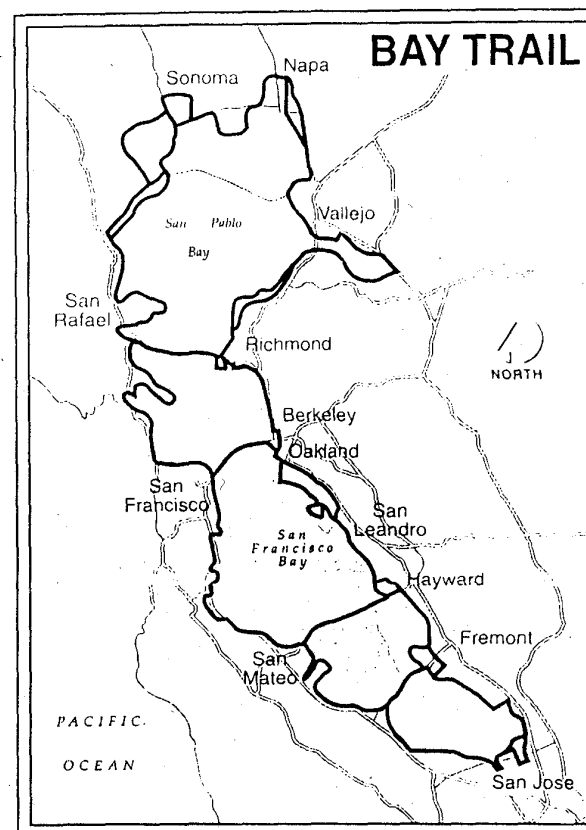 BAY TRAIL
Sonoma
Napa
Vallejo
San Pablo
Bay
San
Rafael
Richmond
NORTH
Berkeley
Oakland
San
Francisco
San
Leandro
San
Francisco
Bay
Hayward
Fremont
San
Mateo
PACIFIC
OCEAN
San Jose